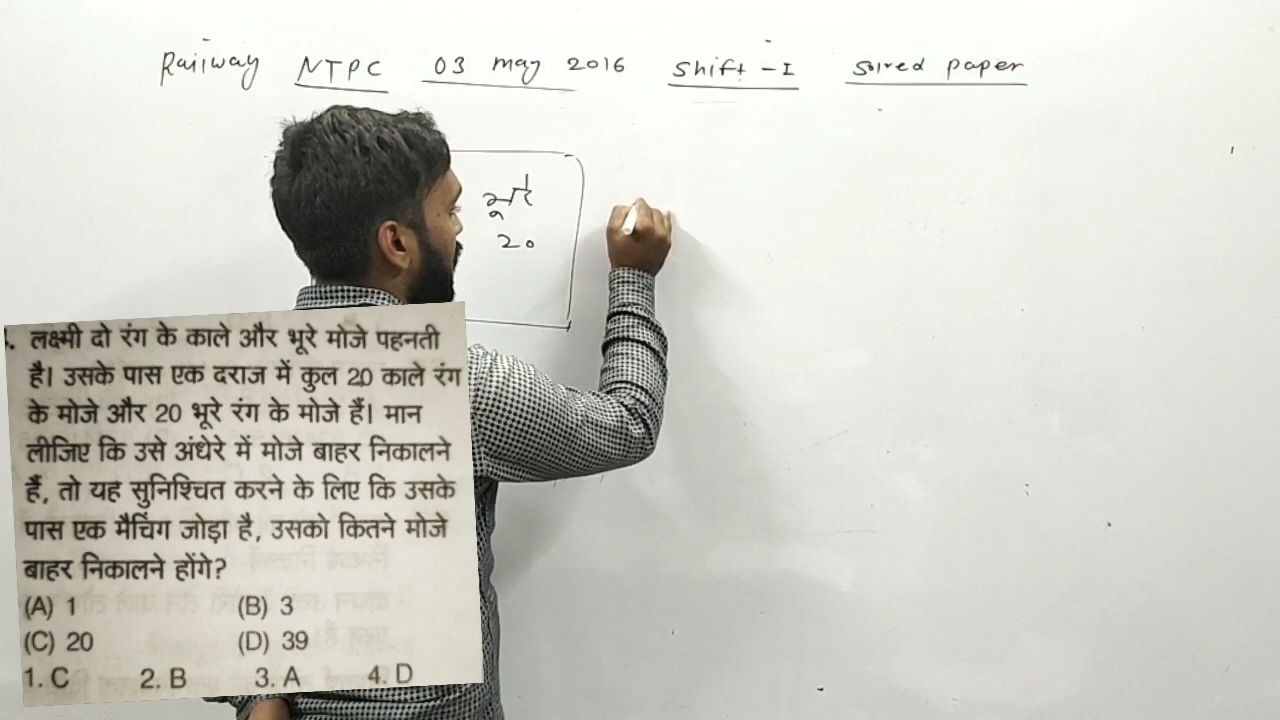 Railway NTPC 03 may 2016 Shift-I Solved paper
भूरे
20
लक्ष्मी दो रंग के काले और भूरे मोजे पहनती
है। उसके पास एक दराज में कुल 20 काले रंग
के मोजे और 20 भूरे रंग के मोजे हैं। मान
लीजिए कि उसे अंधेरे में मोजे बाहर निकालने
हैं, तो यह सुनिश्चित करने के लिए कि उसके
पास एक मैचिंग जोड़ा है, उसको कितने मोजे
बाहर निकालने होंगे?
(A) 1 (B) 3
(C) 20 (D) 39
1. C 2. B 3. A 4. D